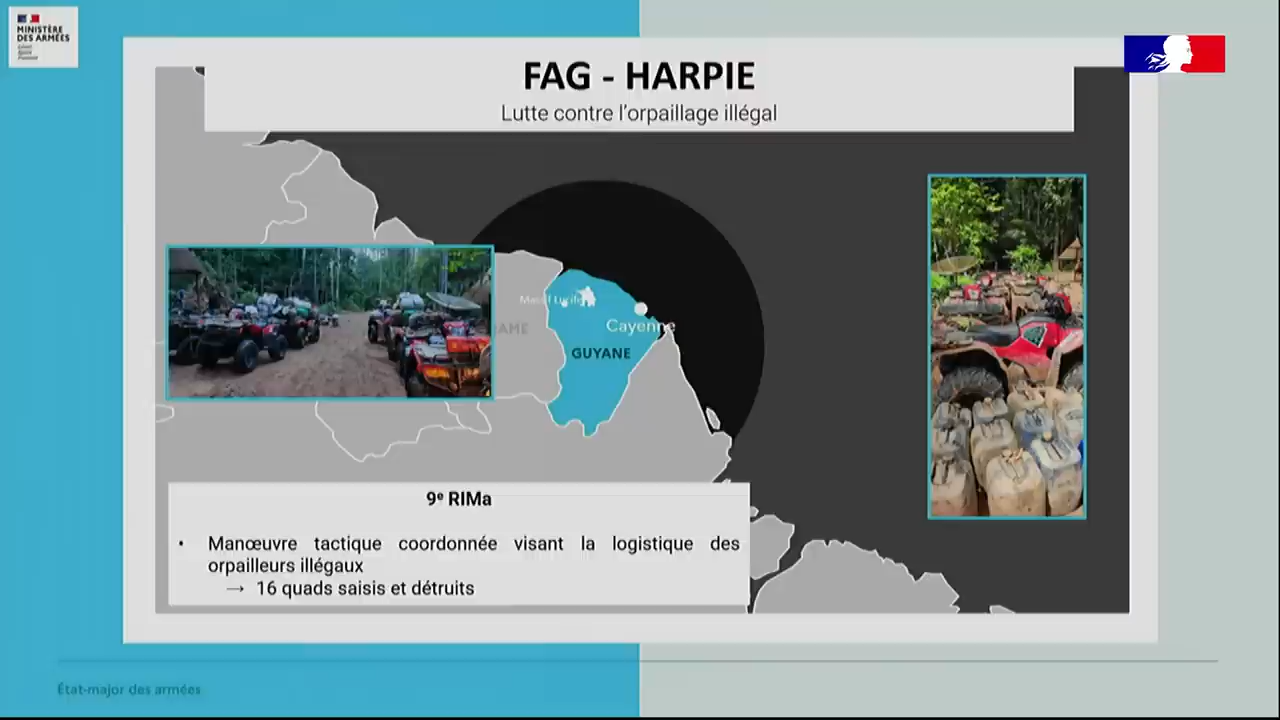 MINISTÈRE
DES ARMÉES
FAG - HARPIE
Lutte contre l'orpaillage illégal
Cayenne
GUYANE
9ᵉ RIMa
• Manœuvre tactique coordonnée visant la logistique des
orpailleurs illégaux
→ 16 quads saisis et détruits
État-major des armées